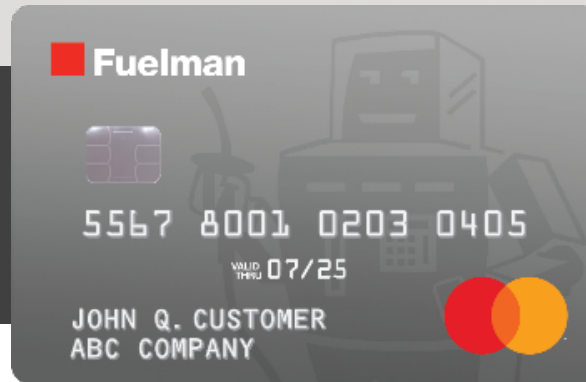 Fuelman
5567 8001 0203 0405
VALID THRU 07/25
JOHN Q. CUSTOMER
ABC COMPANY